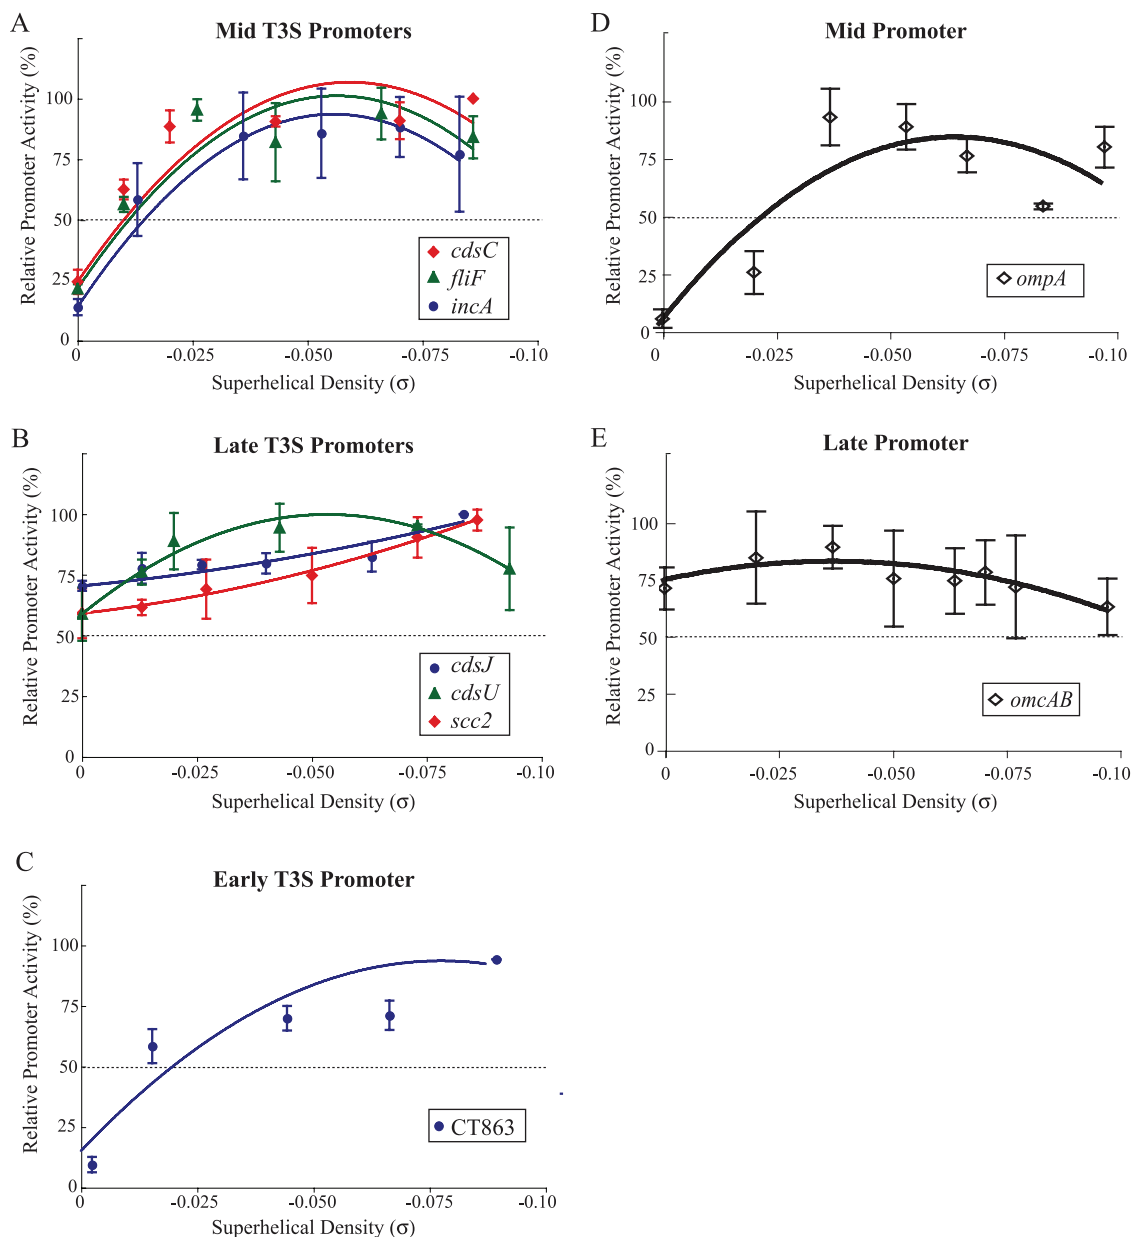 A
Mid T3S Promoters
Relative Promoter Activity (%)
100
75
50
25
0
cdsC
fliF
incA
0
-0.025
-0.050
-0.075
-0.10
Superhelical Density (σ)
D
Mid Promoter
Relative Promoter Activity (%)
100
75
50
25
0
ompA
0
-0.025
-0.050
-0.075
-0.10
Superhelical Density (σ)
B
Late T3S Promoters
Relative Promoter Activity (%)
100
75
50
25
0
cdsJ
cdsU
scc2
0
-0.025
-0.050
-0.075
-0.10
Superhelical Density (σ)
E
Late Promoter
Relative Promoter Activity (%)
100
75
50
25
0
omcAB
0
-0.025
-0.050
-0.075
-0.10
Superhelical Density (σ)
C
Early T3S Promoter
Relative Promoter Activity (%)
100
75
50
25
0
CT863
0
-0.025
-0.050
-0.075
-0.10
Superhelical Density (σ)